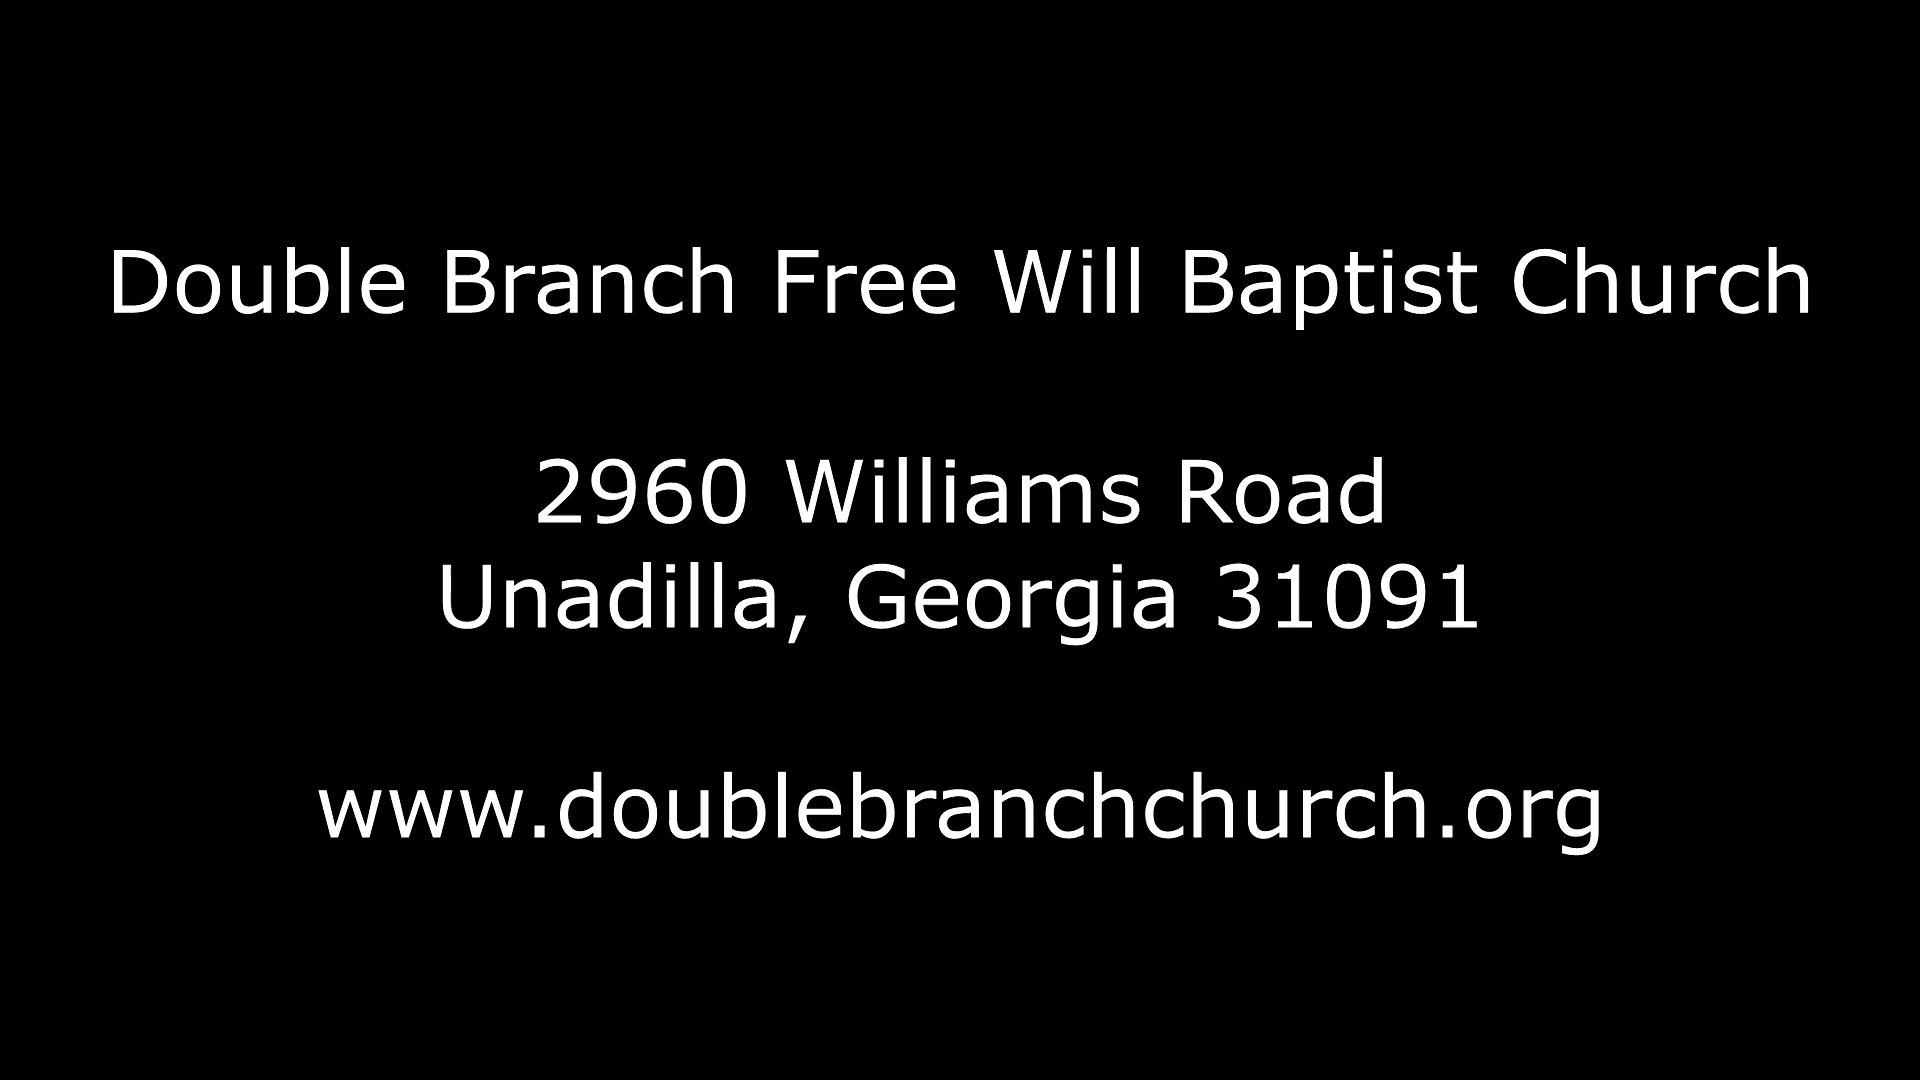 Double Branch Free Will Baptist Church
2960 Williams Road
Unadilla, Georgia 31091
www.doublebranchchurch.org